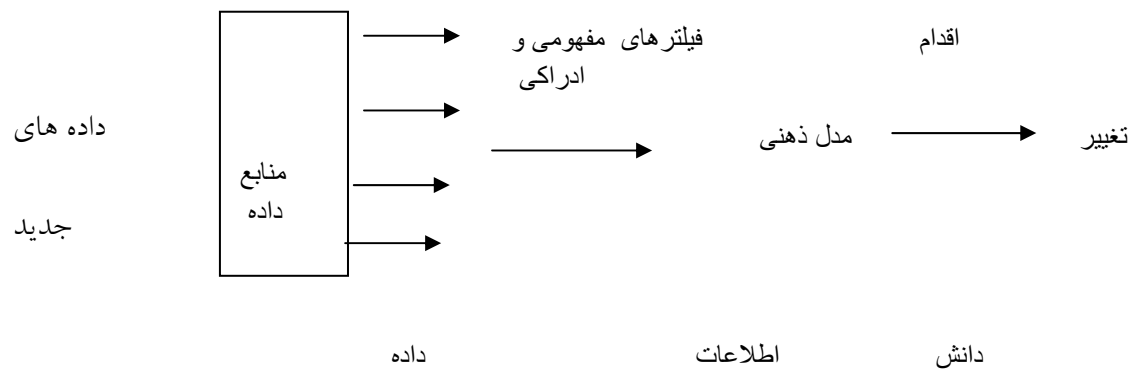 فیلترهای مفهومی و
ادراکی
اقدام
داده های
جدید
منابع
داده
مدل ذهنی
تغییر
داده
اطلاعات
دانش